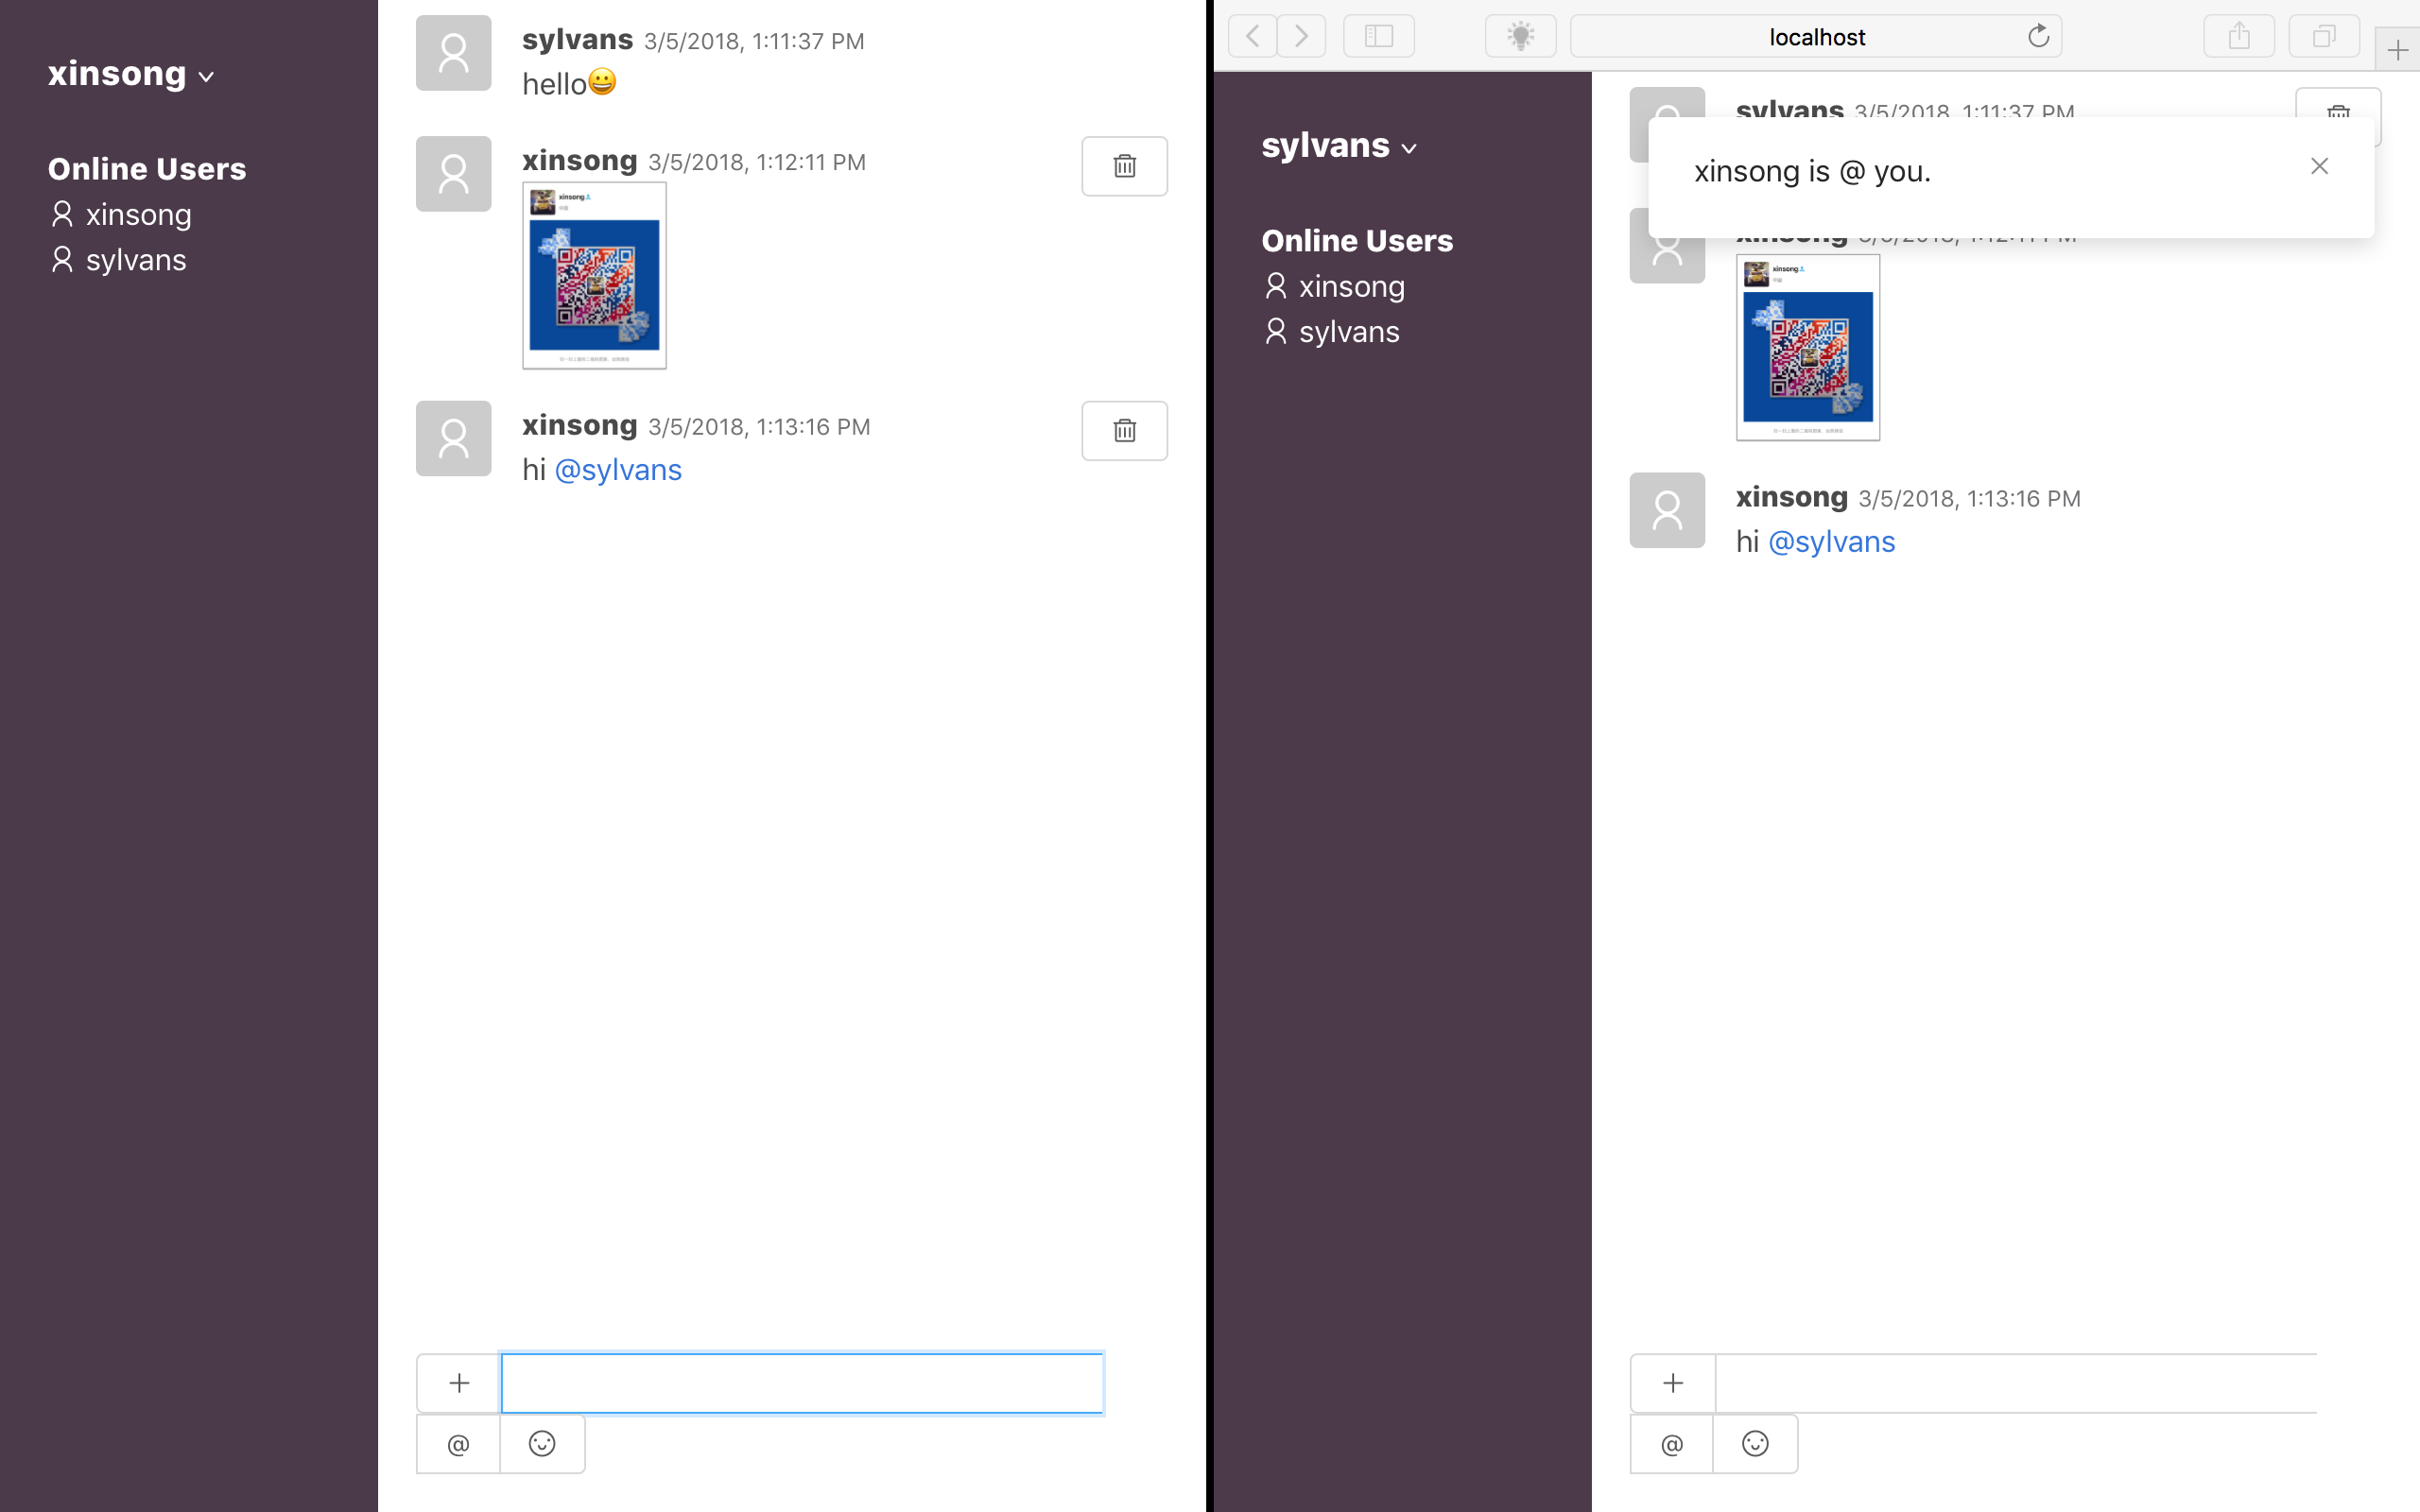 xinsong
Online Users
xinsong
sylvans
sylvans 3/5/2018, 1:11:37 PM
hello😀
xinsong 3/5/2018, 1:12:11 PM
xinsong
xinsong 3/5/2018, 1:13:16 PM
hi @sylvans
@
localhost
sylvans
Online Users
xinsong
sylvans
sylvans 3/5/2018, 1:11:37 PM
xinsong is @ you.
xinsong 3/5/2018, 1:12:11 PM
xinsong
xinsong 3/5/2018, 1:13:16 PM
hi @sylvans
@